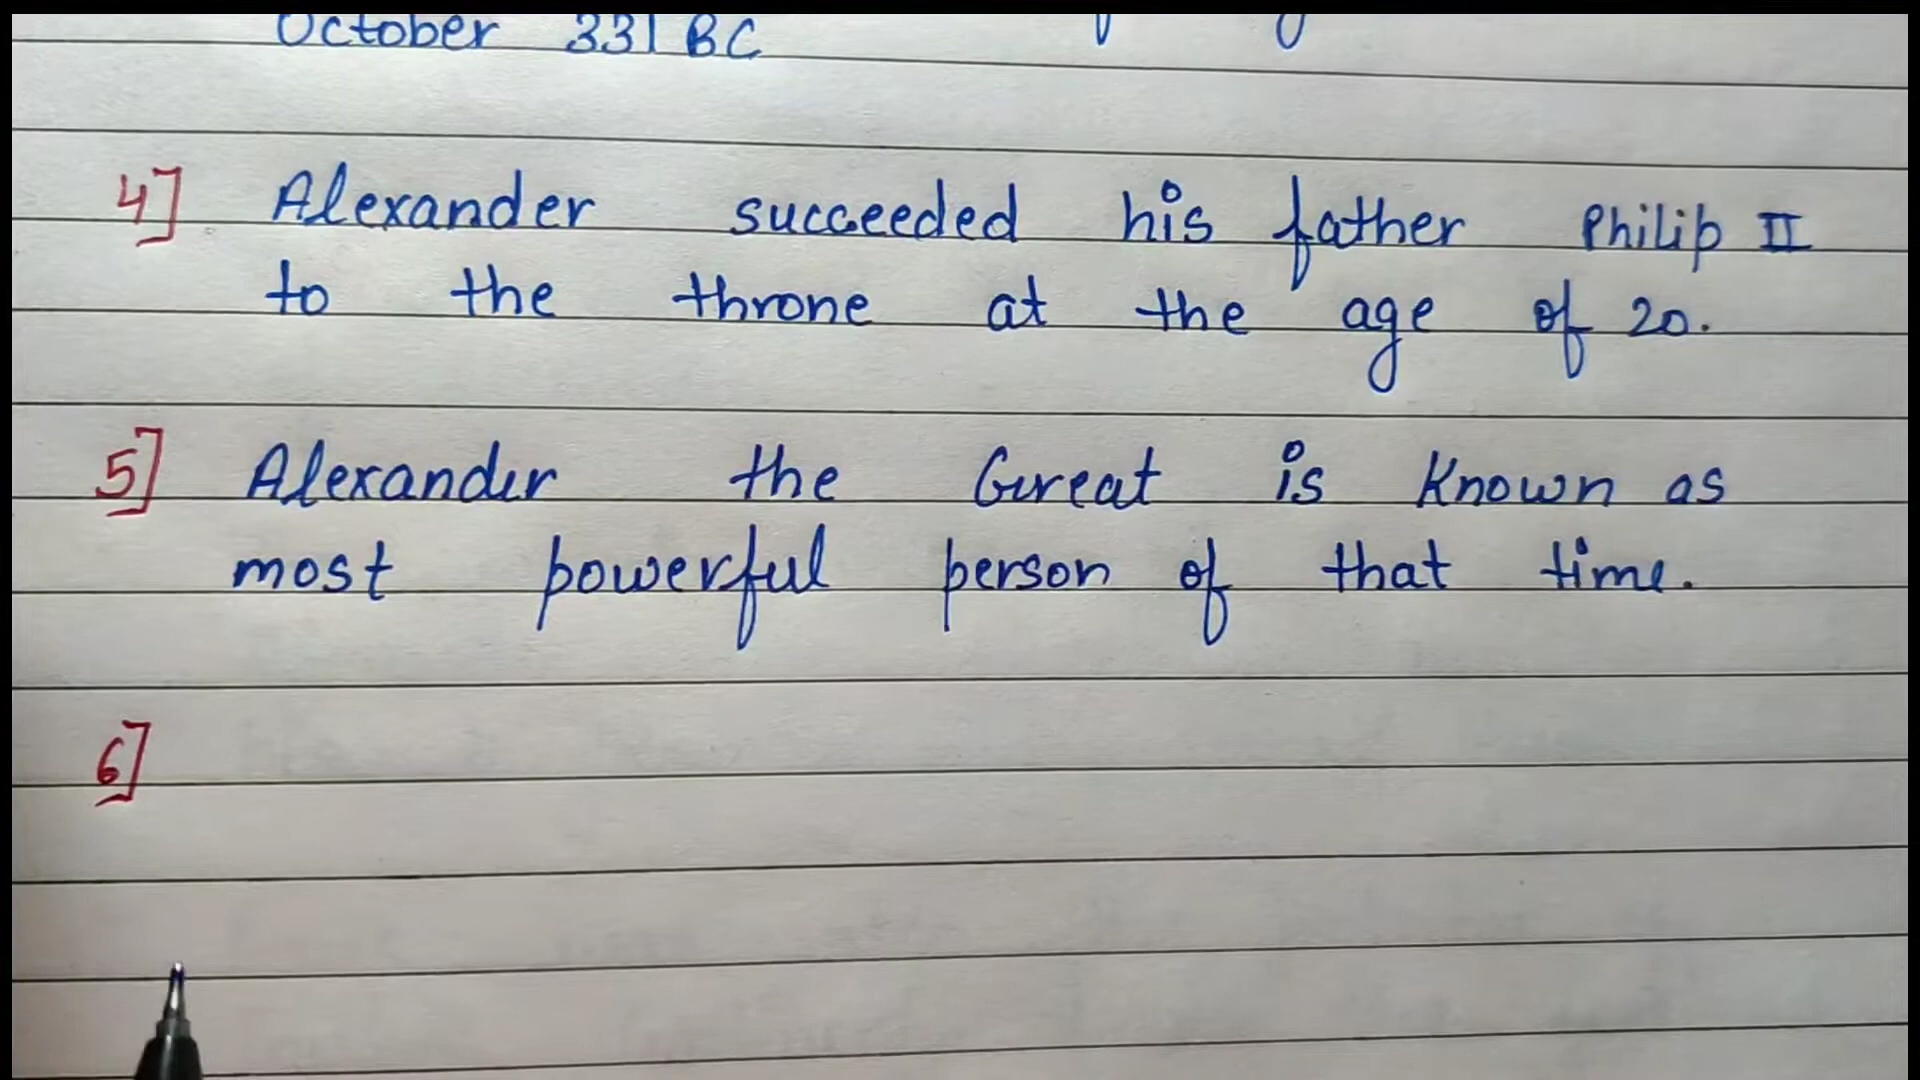 October 331 BC
4] Alexander succeeded his father Philip II
to the throne at the age of 20.
5] Alexander the Great is known as
most powerful person of that time.
6]